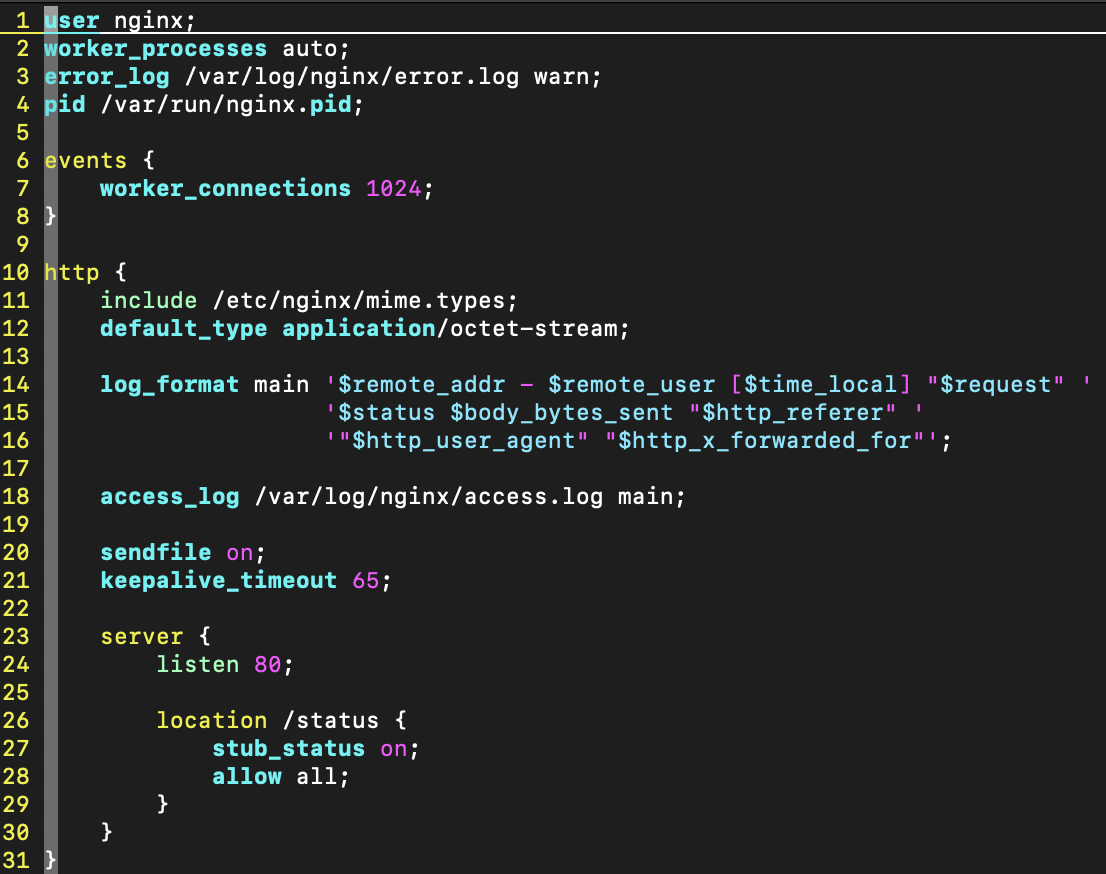 1 user nginx;
2 worker_processes auto;
3 error_log /var/log/nginx/error.log warn;
4 pid /var/run/nginx.pid;
5
6 events {
7     worker_connections 1024;
8 }
9
10 http {
11     include /etc/nginx/mime.types;
12     default_type application/octet-stream;
13
14     log_format main '$remote_addr - $remote_user [$time_local] "$request" '
15                     '$status $body_bytes_sent "$http_referer" '
16                     '"$http_user_agent" "$http_x_forwarded_for"';
17
18     access_log /var/log/nginx/access.log main;
19
20     sendfile on;
21     keepalive_timeout 65;
22
23     server {
24         listen 80;
25
26         location /status {
27             stub_status on;
28             allow all;
29         }
30     }
31 }